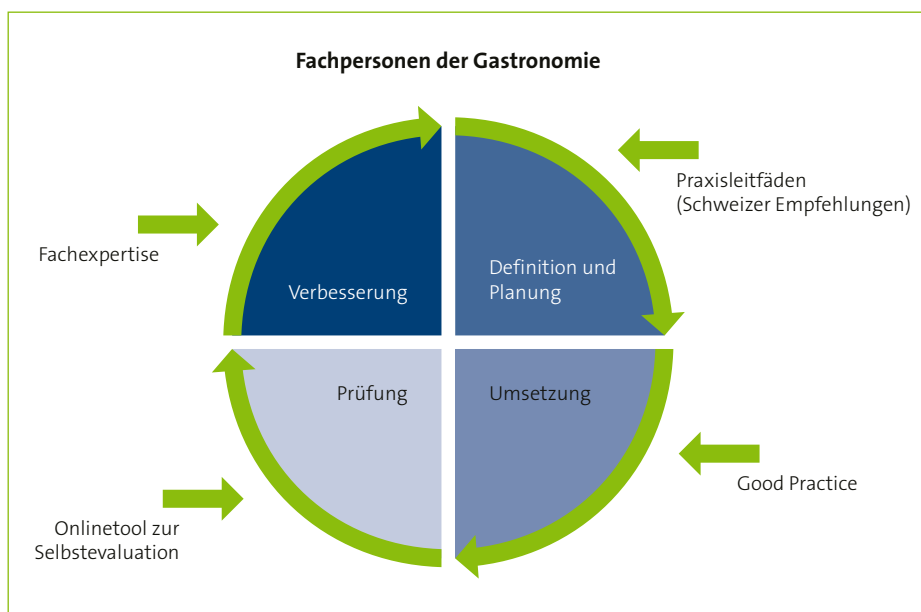 Fachpersonen der Gastronomie
Praxisleitfäden
(Schweizer Empfehlungen)
Fachexpertise
Verbesserung
Definition und
Planung
Prüfung
Umsetzung
Good Practice
Onlinetool zur
Selbstevaluation